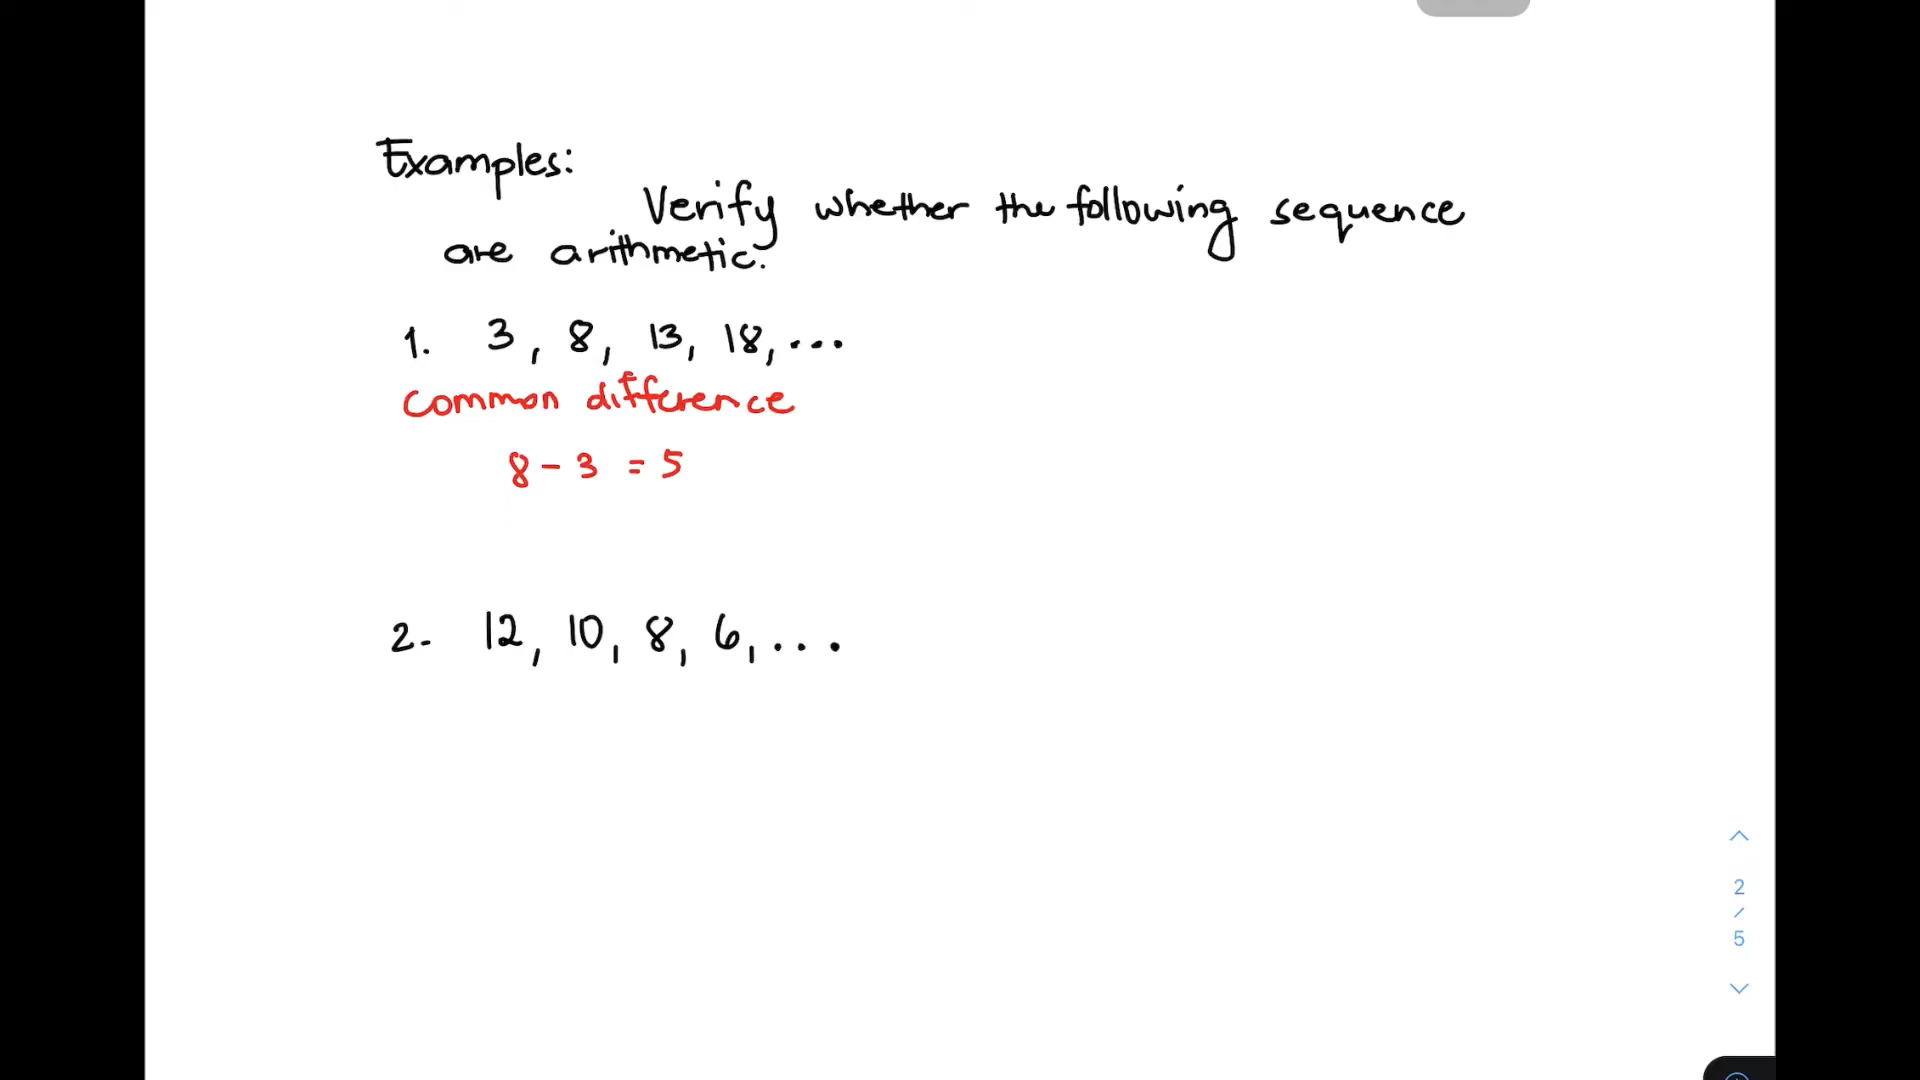 Examples:
Verify whether the following sequence
are arithmetic.
1. 3, 8, 13, 18, ...
common difference
8 - 3 = 5
2. 12, 10, 8, 6, ...
2
/
5